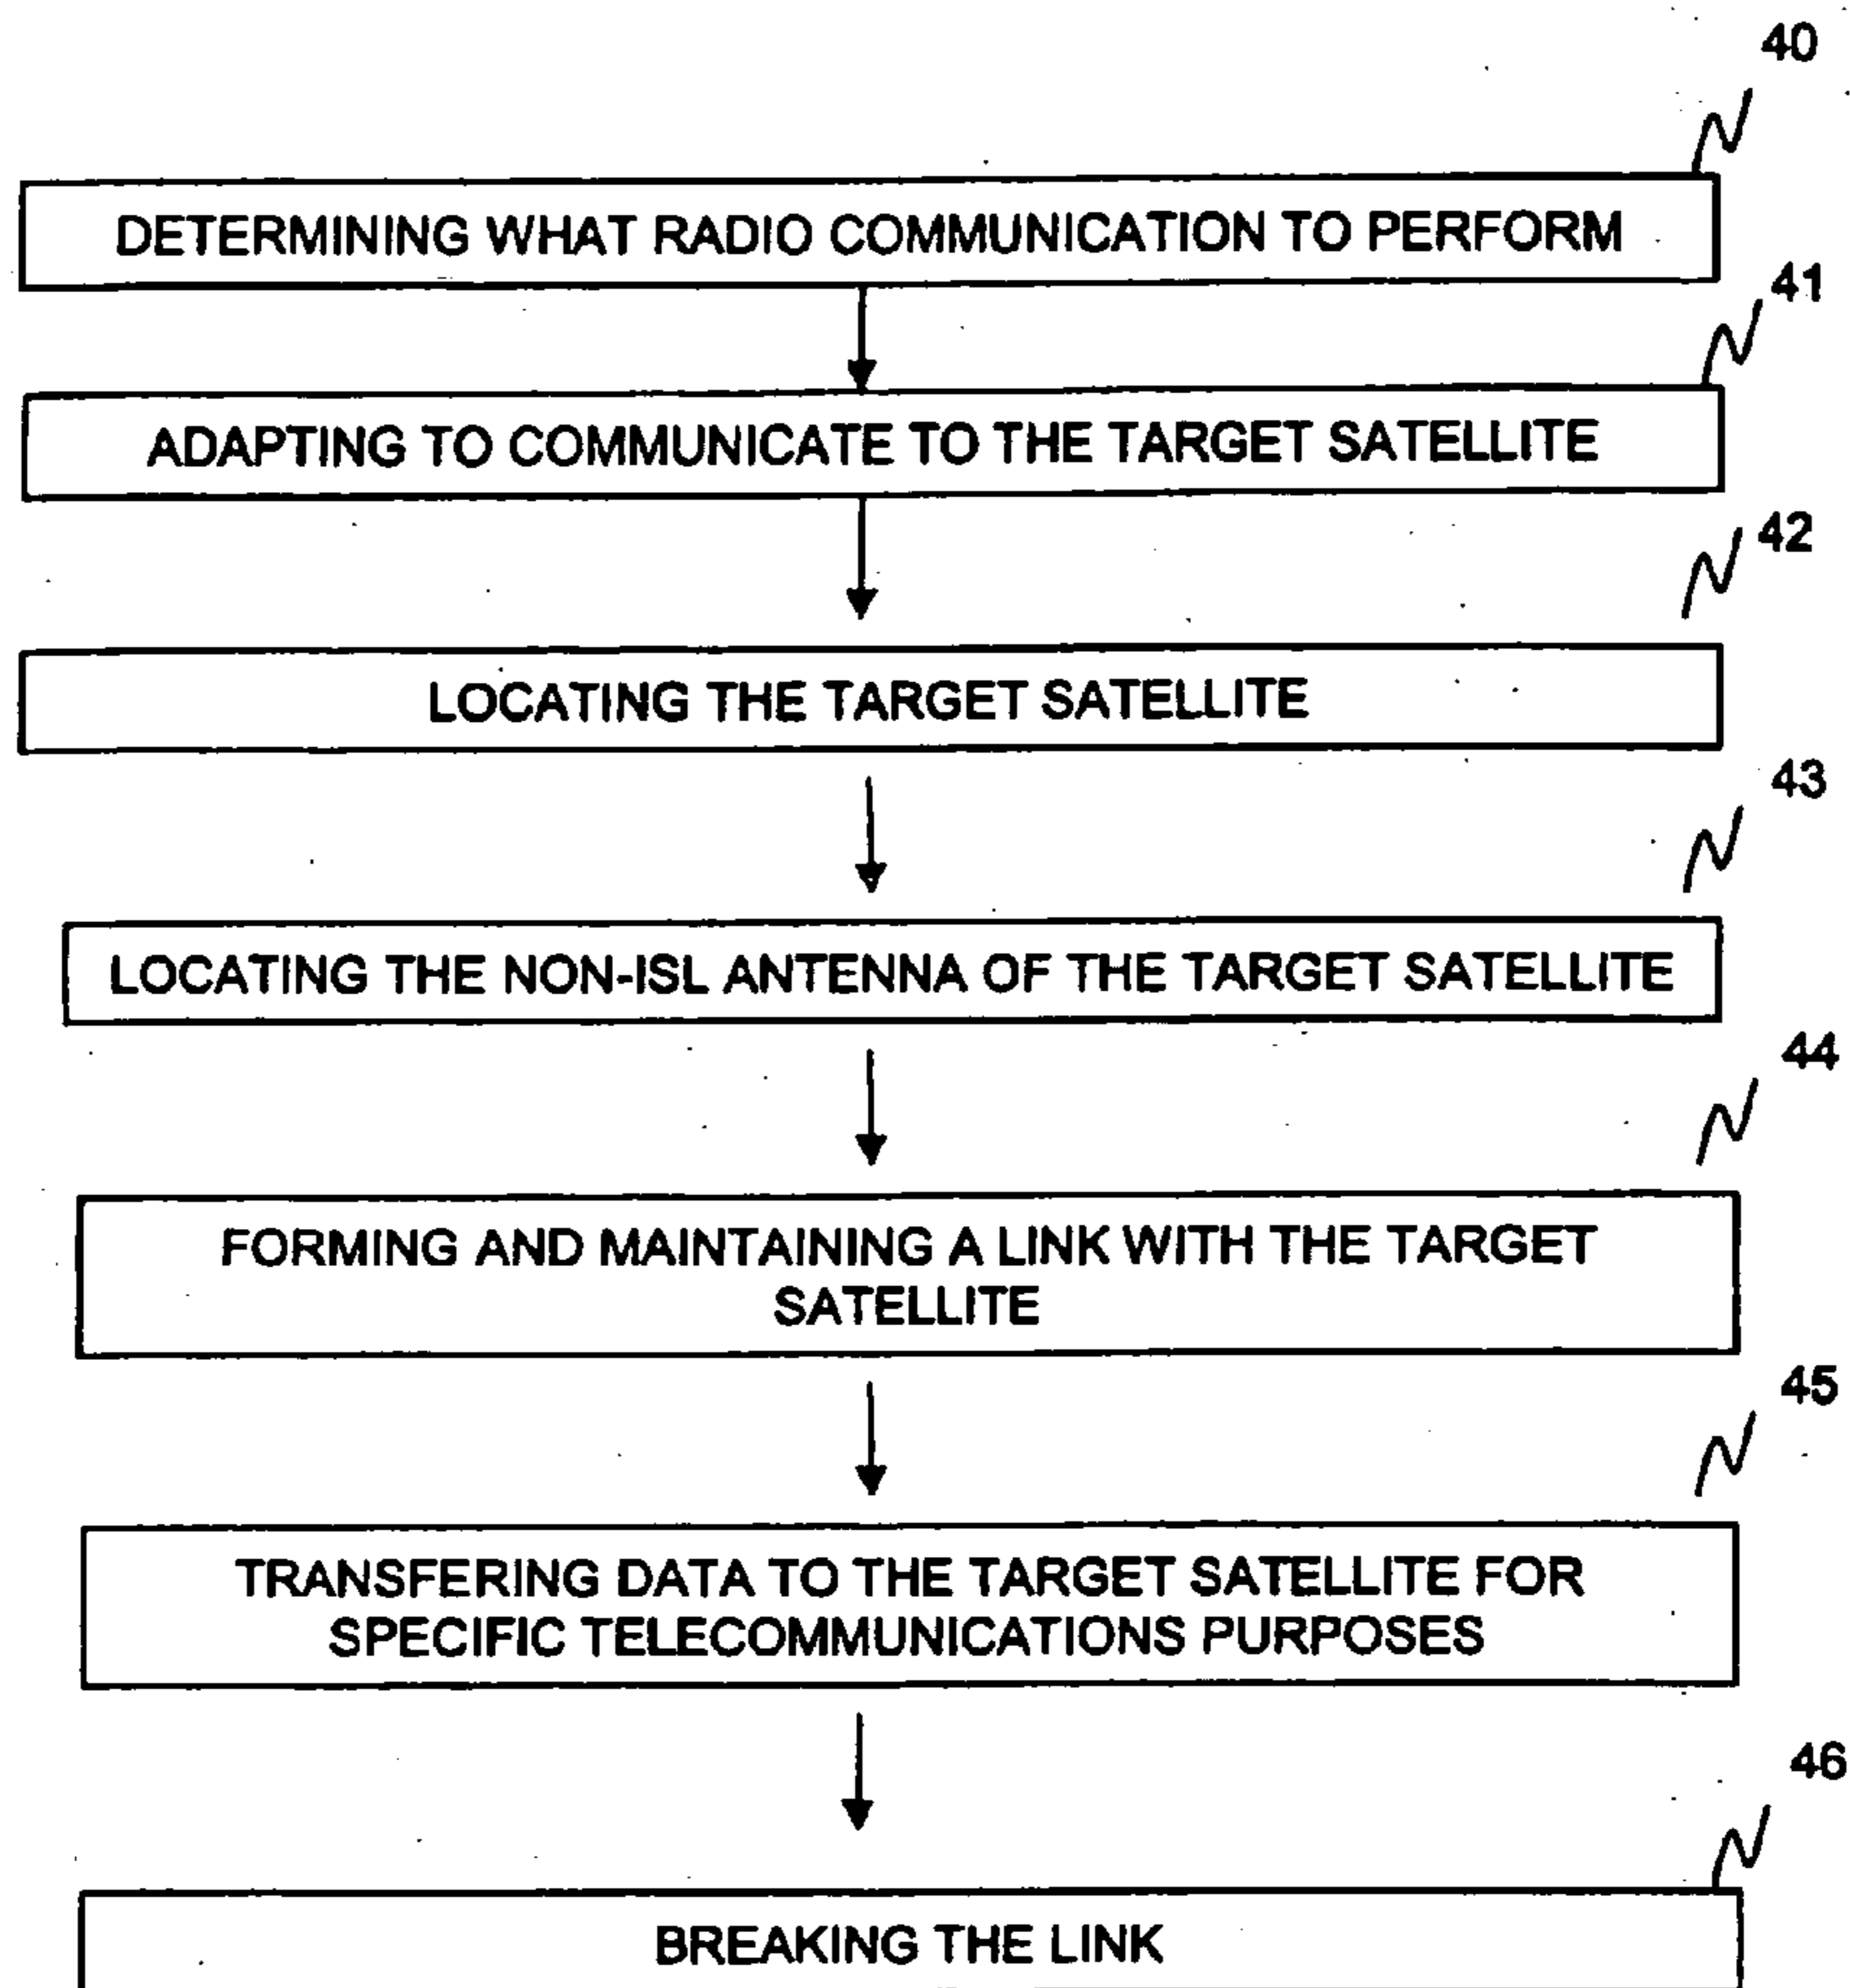 40
DETERMINING WHAT RADIO COMMUNICATION TO PERFORM
41
ADAPTING TO COMMUNICATE TO THE TARGET SATELLITE
42
LOCATING THE TARGET SATELLITE
43
LOCATING THE NON-ISL ANTENNA OF THE TARGET SATELLITE
44
FORMING AND MAINTAINING A LINK WITH THE TARGET
SATELLITE
45
TRANSFERING DATA TO THE TARGET SATELLITE FOR
SPECIFIC TELECOMMUNICATIONS PURPOSES
46
BREAKING THE LINK